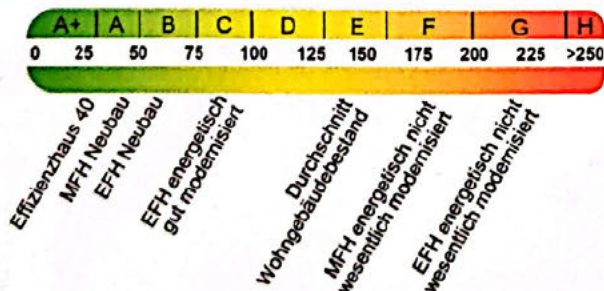 A+ A B C D E F G H
0 25 50 75 100 125 150 175 200 225 >250
Effizienzhaus 40
MFH Neubau
EFH Neubau
EFH energetisch
gut modernisiert
Durchschnitt
Wohngebäudebestand
MFH energetisch nicht
wesentlich modernisiert
EFH energetisch nicht
wesentlich modernisiert